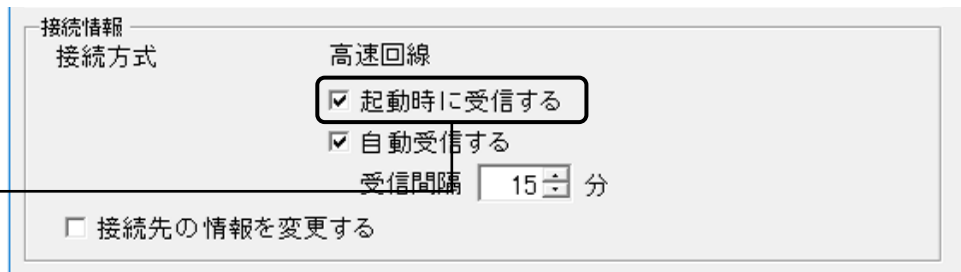 接続情報
接続方式 高速回線
起動時に受信する
自動受信する
受信間隔 15 分
接続先の情報を変更する